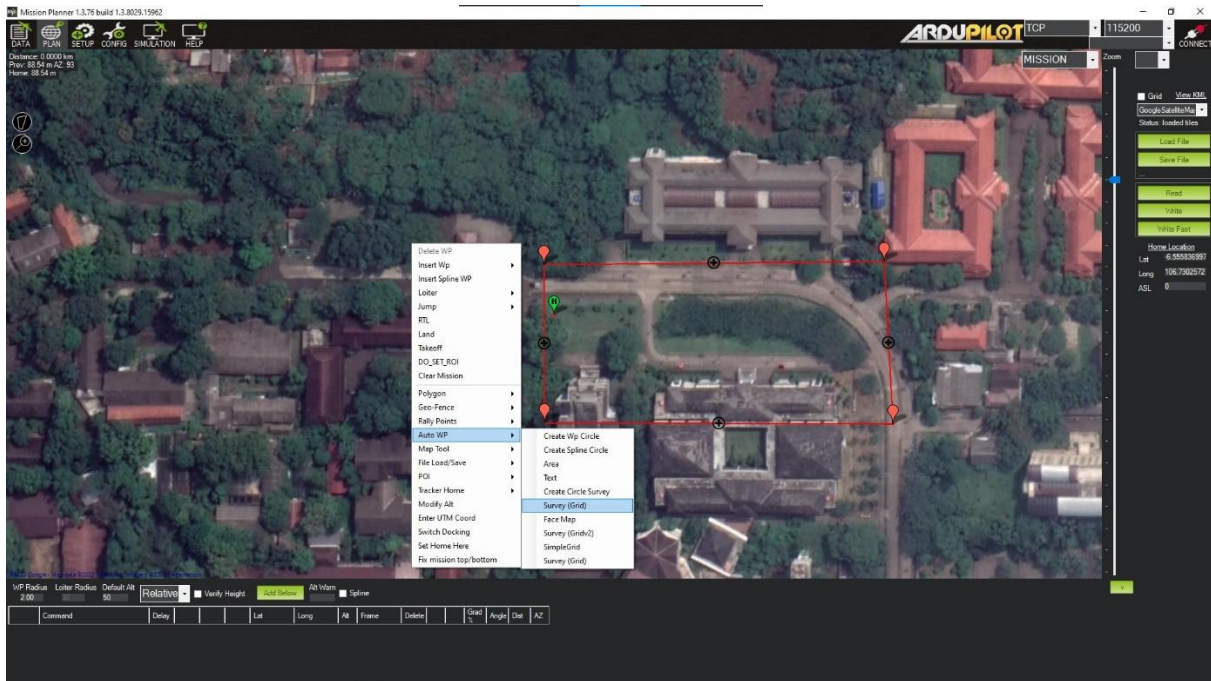 Mission Planner 1.3.76 build 1.3.8029.15962
DATA PLAN SETUP CONFIG SIMULATION HELP
ARDUPILOT
TCP
115200
CONNECT
Distance: 0.0000 km
Prev: 88.54 m AZ: 93
Home: 88.54 m
MISSION
Zoom
Grid View KML
GoogleSatelliteMa
Status: loaded tiles
Load File
Save File
...
Read
Write
Write Fast
Home Location
Lat -6.555836997
Long 106.7302572
ASL 0
H
Delete WP
Insert Wp
Insert Spline WP
Loiter
Jump
RTL
Land
Takeoff
DO_SET_ROI
Clear Mission
Polygon
Geo-Fence
Rally Points
Auto WP
Map Tool
File Load/Save
POI
Tracker Home
Modify Alt
Enter UTM Coord
Switch Docking
Set Home Here
Fix mission top/bottom
Create Wp Circle
Create Spline Circle
Area
Text
Create Circle Survey
Survey (Grid)
Face Map
Survey (Gridv2)
SimpleGrid
Survey (Grid)
WP Radius Loiter Radius Default Alt Alt Warn
2.00 50 Relative Verify Height Add Below Spline
Command Delay Lat Long Alt Frame Delete Grad % Angle Dist AZ